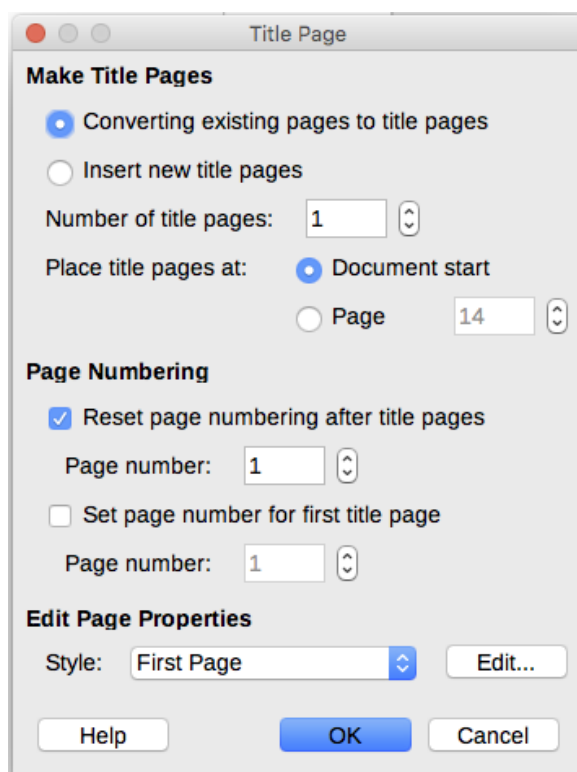 Title Page
Make Title Pages
Converting existing pages to title pages
Insert new title pages
Number of title pages: 1
Place title pages at: Document start
Page 14
Page Numbering
Reset page numbering after title pages
Page number: 1
Set page number for first title page
Page number: 1
Edit Page Properties
Style: First Page Edit...
Help OK Cancel